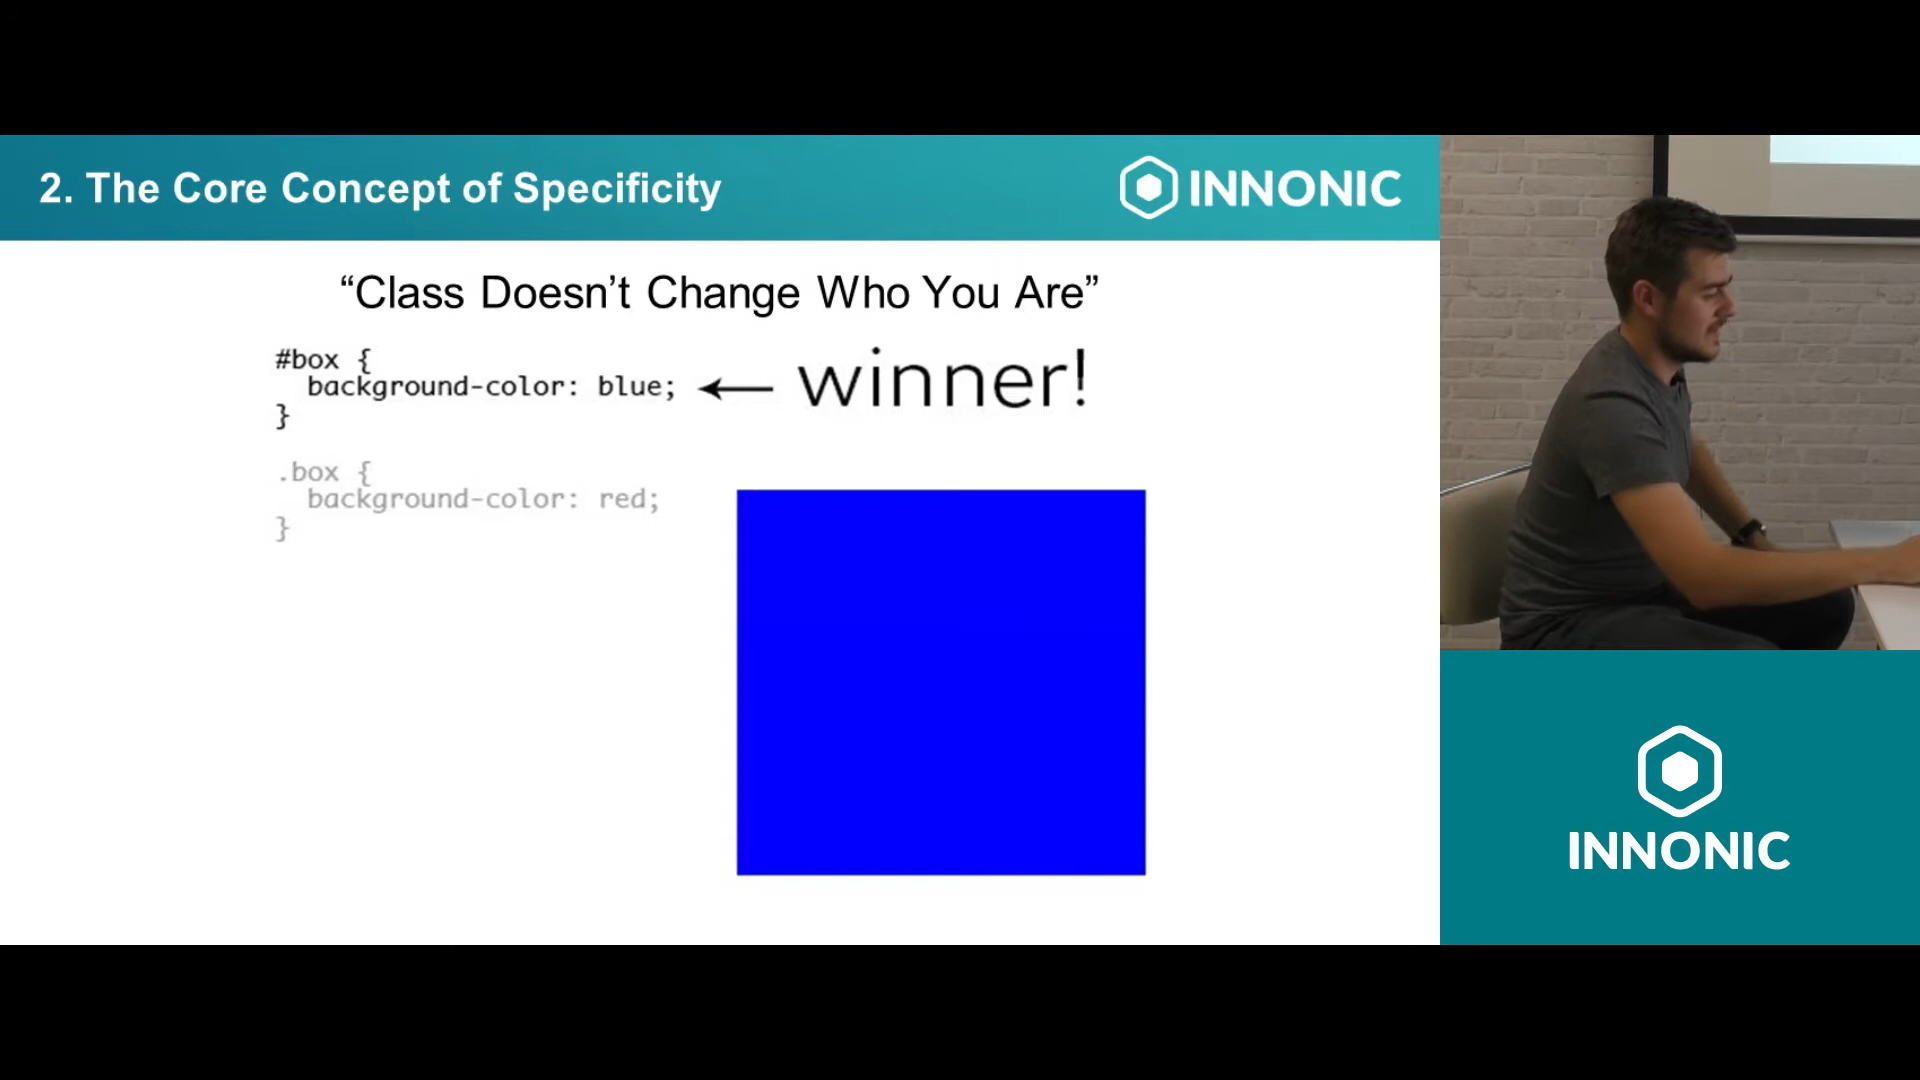 2. The Core Concept of Specificity
INNONIC
“Class Doesn’t Change Who You Are”
#box {
background-color: blue;
}
winner!
.box {
background-color: red;
}
INNONIC